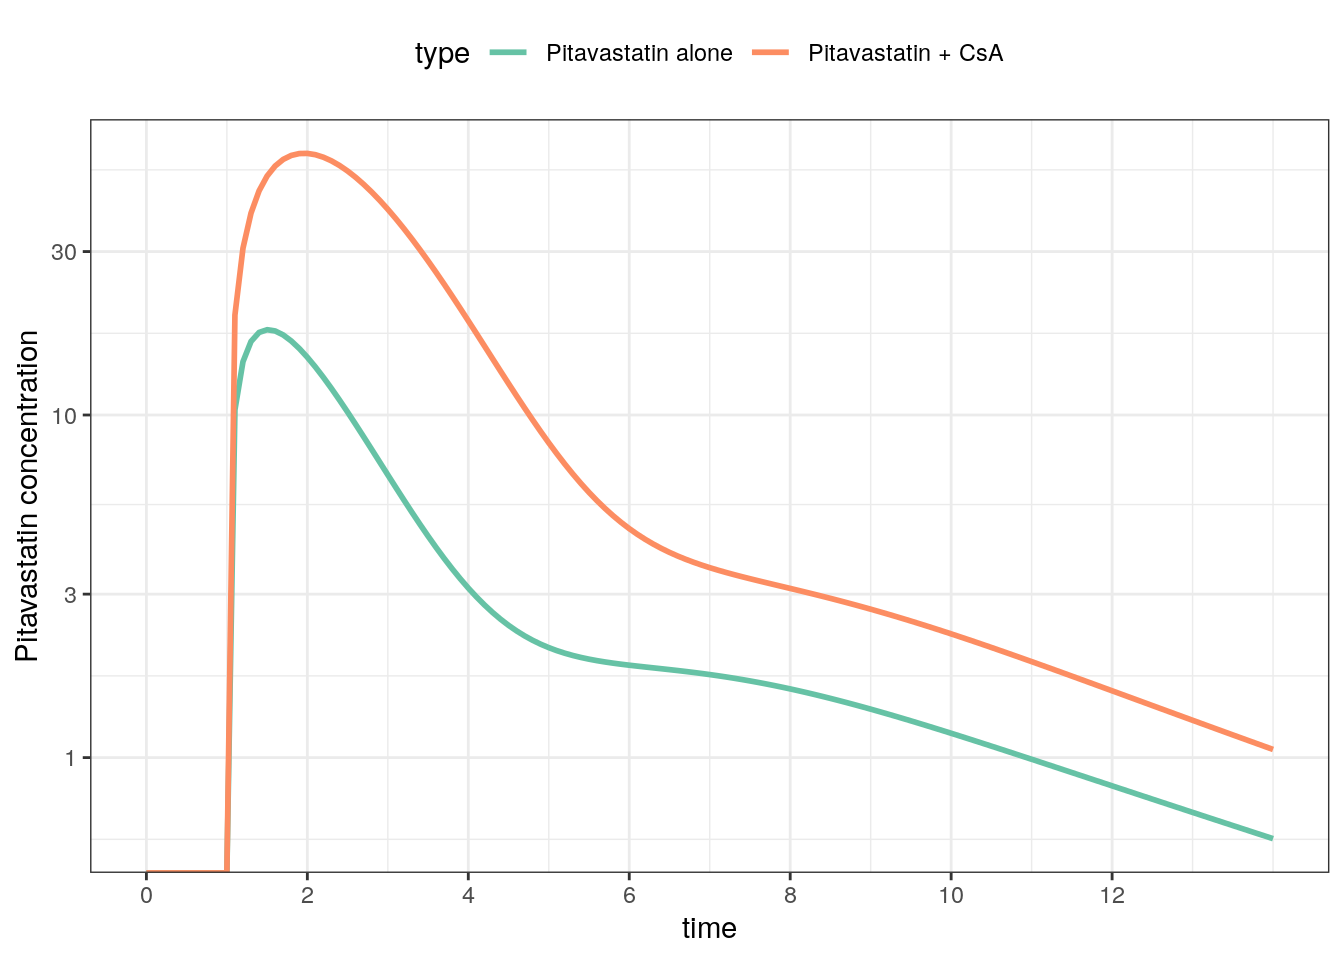 type Pitavastatin alone Pitavastatin + CsA
Pitavastatin concentration
30
10
3
1
0 2 4 6 8 10 12
time